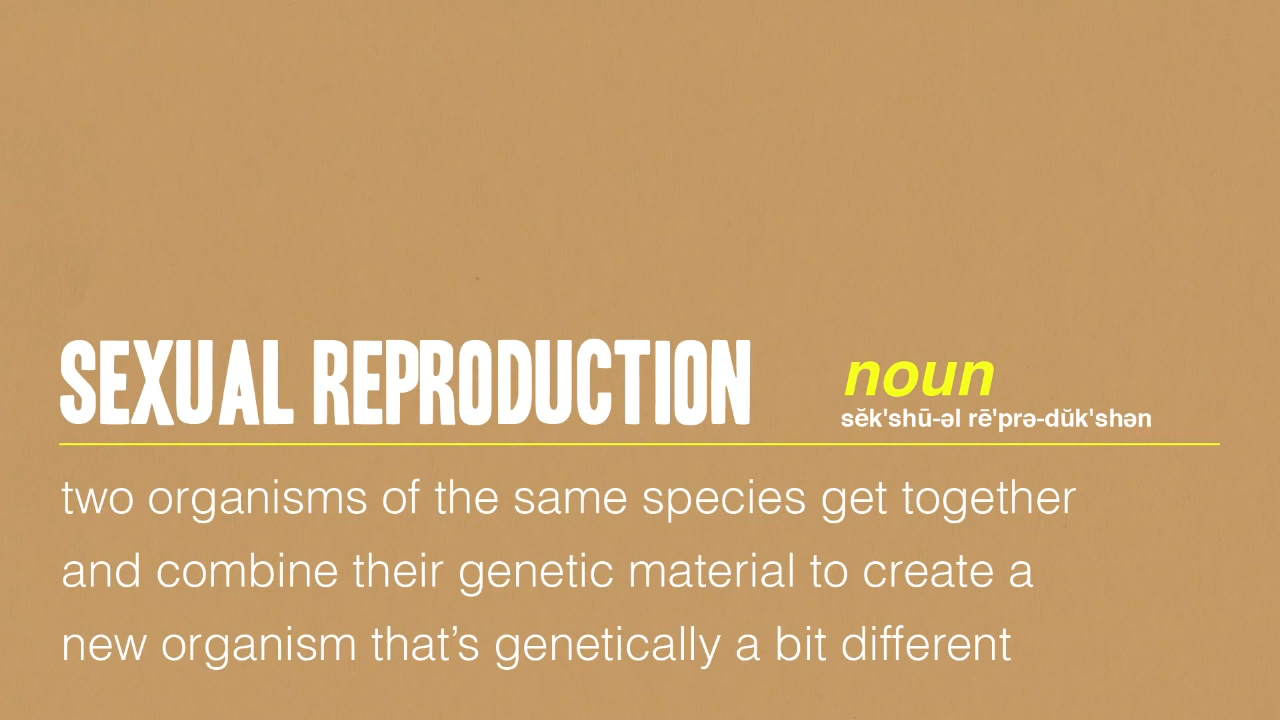 SEXUAL REPRODUCTION
noun
sĕk'shū-əl rē'prə-dŭk'shən
two organisms of the same species get together
and combine their genetic material to create a
new organism that’s genetically a bit different